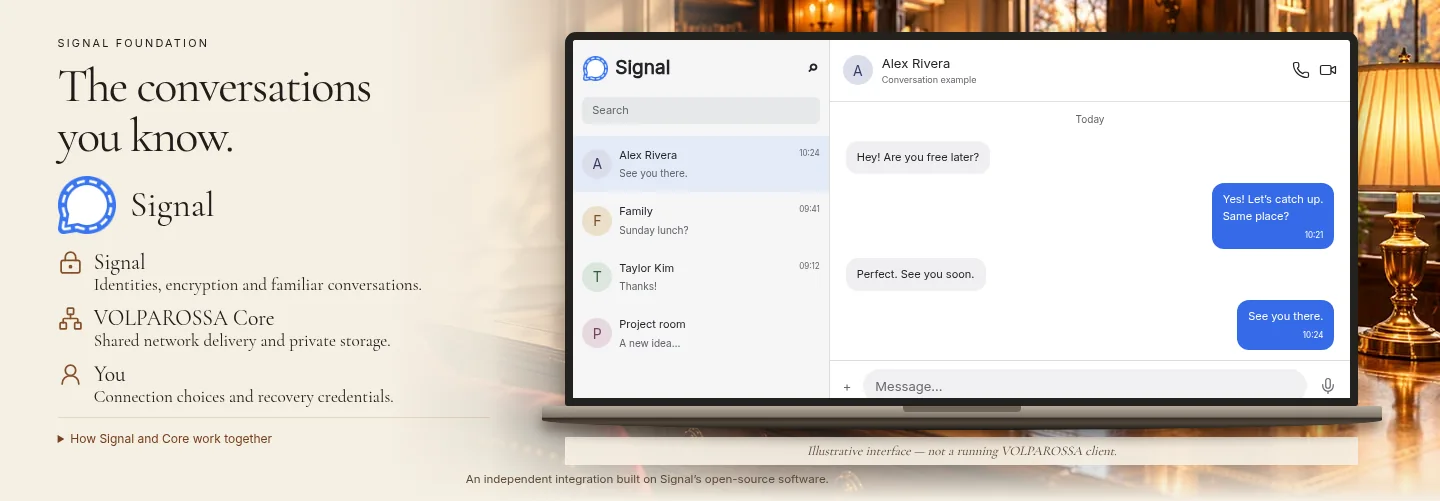 SIGNAL FOUNDATION
The conversations
you know.
Signal
Signal
Identities, encryption and familiar conversations.
VOLPAROSSA Core
Shared network delivery and private storage.
You
Connection choices and recovery credentials.
How Signal and Core work together
Signal
Search
A
Alex Rivera
10:24
See you there.
F
Family
09:41
Sunday lunch?
T
Taylor Kim
09:12
Thanks!
P
Project room
A new idea...
A
Alex Rivera
Conversation example
Today
Hey! Are you free later?
Yes! Let's catch up.
Same place?
10:21
Perfect. See you soon.
See you there.
10:24
+ Message...
Illustrative interface — not a running VOLPAROSSA client.
An independent integration built on Signal's open-source software.